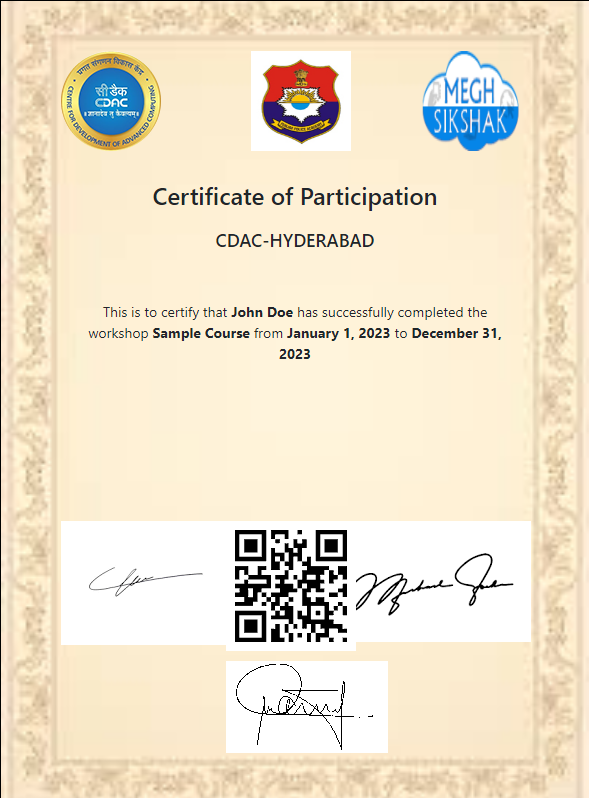 प्रगत संगणन विकास केंद्र
सी डैक
CDAC
॥ ज्ञानादेव तु कैवल्यम् ॥
CENTRE FOR DEVELOPMENT OF ADVANCED COMPUTING
MEGH
SIKSHAK
Certificate of Participation
CDAC-HYDERABAD
This is to certify that John Doe has successfully completed the
workshop Sample Course from January 1, 2023 to December 31,
2023